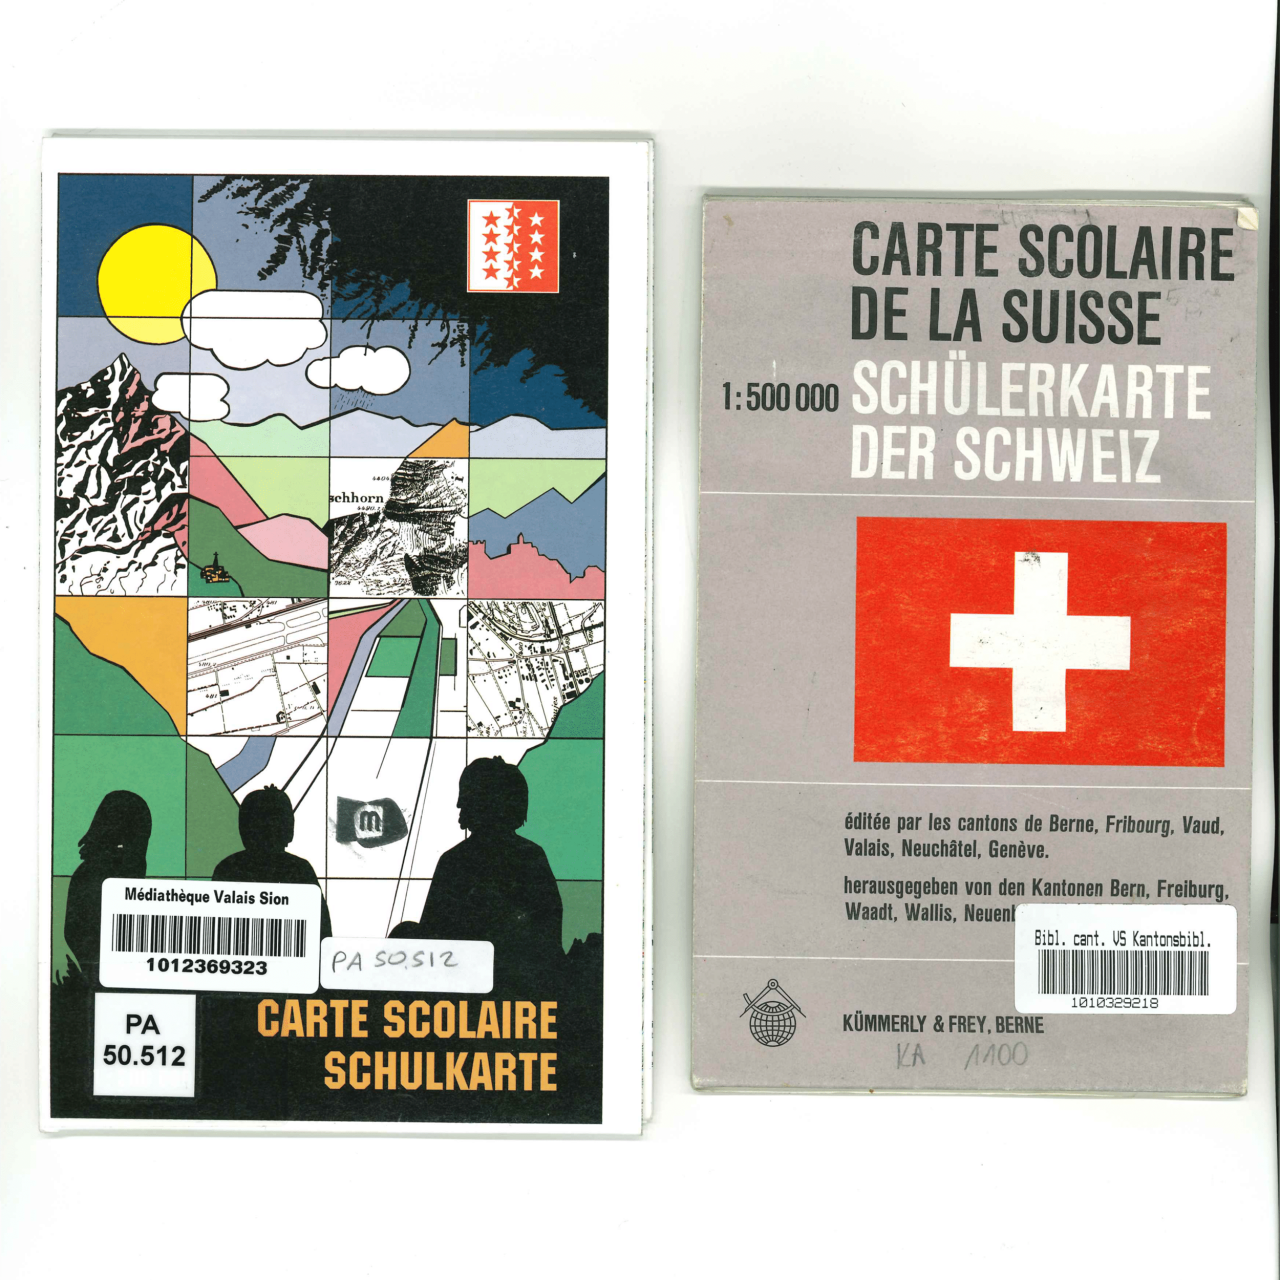 schhorn
m
Médiathèque Valais Sion
1012369323
PA 50.512
PA
50.512
CARTE SCOLAIRE
SCHULKARTE
CARTE SCOLAIRE
DE LA SUISSE
1:500 000
SCHÜLERKARTE
DER SCHWEIZ
éditée par les cantons de Berne, Fribourg, Vaud,
Valais, Neuchâtel, Genève.
herausgegeben von den Kantonen Bern, Freiburg,
Waadt, Wallis,
Bibl. cant. VS Kantonsbibl.
1010329218
KÜMMERLY & FREY, BERNE
KA 1100